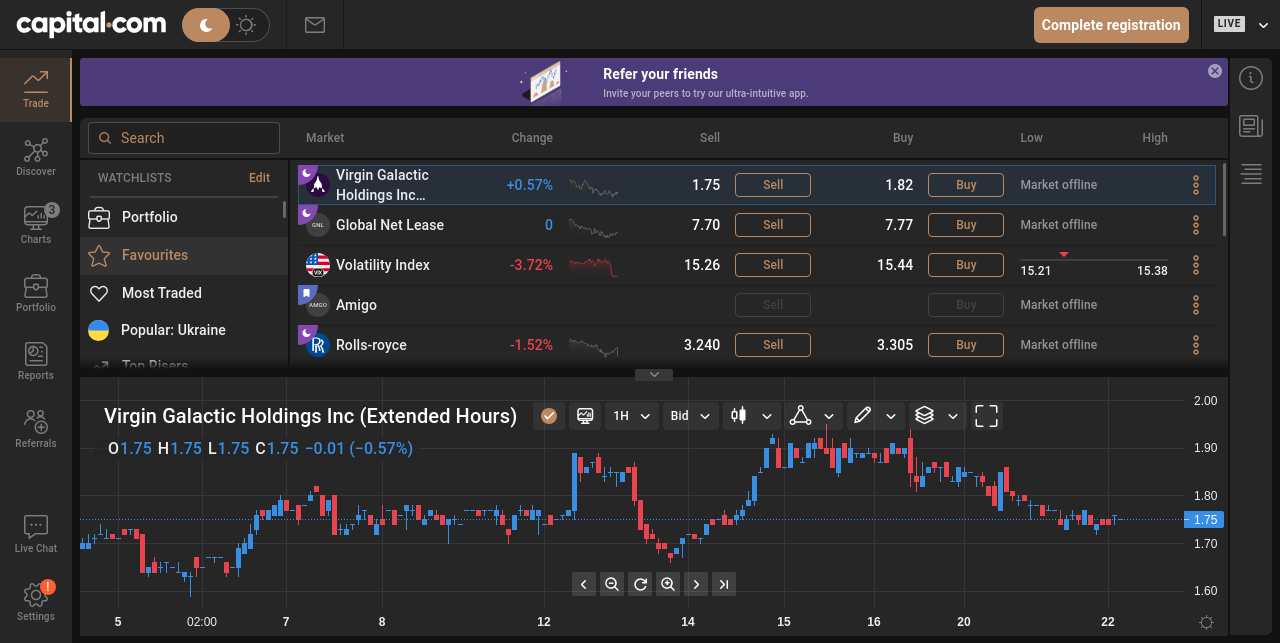 capital.com
Complete registration
LIVE
Refer your friends
Invite your peers to try our ultra-intuitive app.
Trade
Discover
3
Charts
Portfolio
Reports
Referrals
Live Chat
!
Settings
Search
Market Change Sell Buy Low High
WATCHLISTS Edit
Portfolio
Favourites
Most Traded
Popular: Ukraine
Top Risers
Virgin Galactic
Holdings Inc… +0.57% 1.75 Sell 1.82 Buy Market offline
GNL Global Net Lease 0 7.70 Sell 7.77 Buy Market offline
VIX Volatility Index -3.72% 15.26 Sell 15.44 Buy 15.21 15.38
AMGO Amigo Sell Buy Market offline
Rolls-royce -1.52% 3.240 Sell 3.305 Buy Market offline
Virgin Galactic Holdings Inc (Extended Hours) 1H Bid
O1.75 H1.75 L1.75 C1.75 −0.01 (−0.57%)
2.00
1.90
1.80
1.75
1.70
1.60
5 02:00 7 8 12 14 15 16 20 22